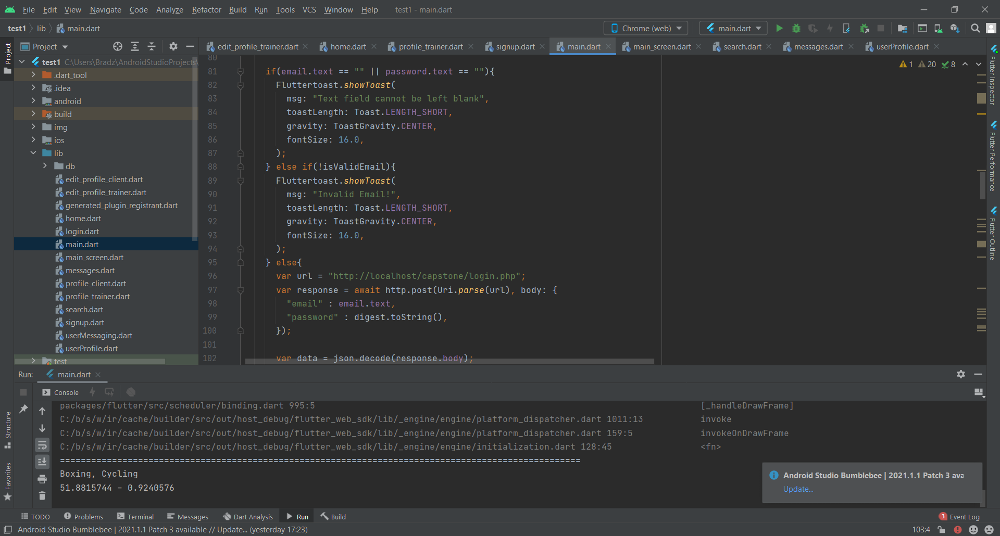 File Edit View Navigate Code Analyze Refactor Build Run Tools VCS Window Help test1 - main.dart
test1 lib main.dart
Chrome (web) main.dart
Project
edit_profile_trainer.dart home.dart profile_trainer.dart signup.dart main.dart main_screen.dart search.dart messages.dart userProfile.dart
Project
test1 C:\Users\Bradz\AndroidStudioProjects\
.dart_tool
.idea
android
build
img
ios
lib
db
edit_profile_client.dart
edit_profile_trainer.dart
generated_plugin_registrant.dart
home.dart
login.dart
main.dart
main_screen.dart
messages.dart
profile_client.dart
profile_trainer.dart
search.dart
signup.dart
userMessaging.dart
userProfile.dart
test
1 20 8
80
81 if(email.text == "" || password.text == ""){
82 Fluttertoast.showToast(
83 msg: "Text field cannot be left blank",
84 toastLength: Toast.LENGTH_SHORT,
85 gravity: ToastGravity.CENTER,
86 fontSize: 16.0,
87 );
88 } else if(!isValidEmail){
89 Fluttertoast.showToast(
90 msg: "Invalid Email!",
91 toastLength: Toast.LENGTH_SHORT,
92 gravity: ToastGravity.CENTER,
93 fontSize: 16.0,
94 );
95 } else{
96 var url = "http://localhost/capstone/login.php";
97 var response = await http.post(Uri.parse(url), body: {
98 "email" : email.text,
99 "password" : digest.toString(),
100 });
101
102 var data = json.decode(response.body);
Flutter Inspector
Flutter Performance
Flutter Outline
Run: main.dart
Console
Structure
Favorites
packages/flutter/src/scheduler/binding.dart 995:5 [_handleDrawFrame]
C:/b/s/w/ir/cache/builder/src/out/host_debug/flutter_web_sdk/lib/_engine/engine/platform_dispatcher.dart 1011:13 invoke
C:/b/s/w/ir/cache/builder/src/out/host_debug/flutter_web_sdk/lib/_engine/engine/platform_dispatcher.dart 159:5 invokeOnDrawFrame
C:/b/s/w/ir/cache/builder/src/out/host_debug/flutter_web_sdk/lib/_engine/engine/initialization.dart 128:45 <fn>
====================================================================================================
Boxing, Cycling
51.8815744 - 0.9240576
Android Studio Bumblebee | 2021.1.1 Patch 3 ava
Update...
TODO Problems Terminal Messages Dart Analysis Run Build 3 Event Log
Android Studio Bumblebee | 2021.1.1 Patch 3 available // Update... (yesterday 17:23) 103:4